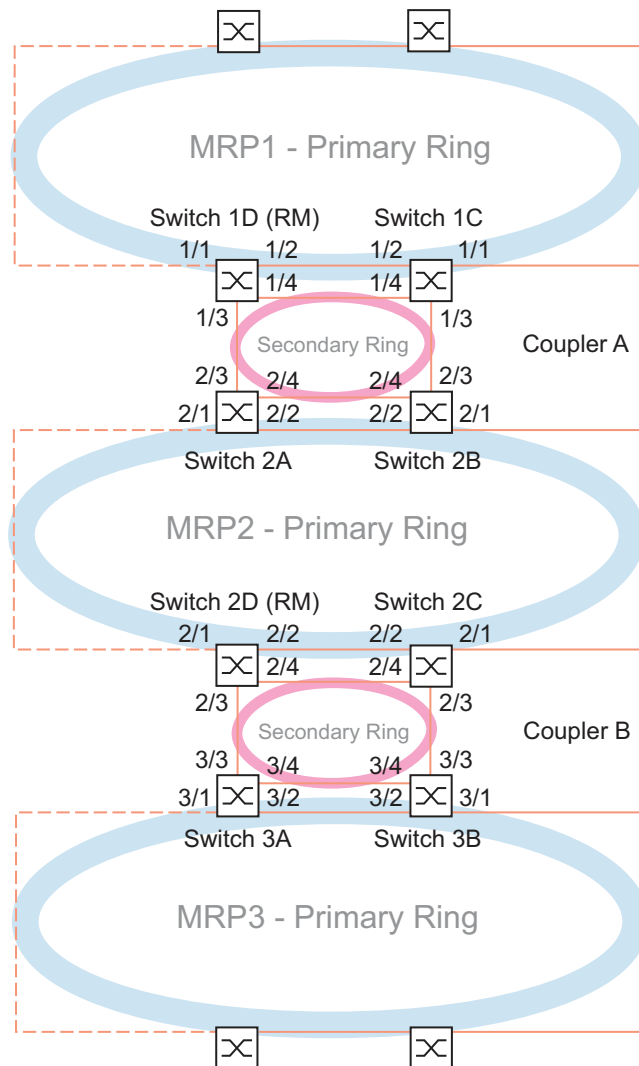 MRP1 - Primary Ring
Switch 1D (RM) Switch 1C
1/1 1/2 1/2 1/1
1/4 1/4
1/3 1/3
Secondary Ring Coupler A
2/3 2/4 2/4 2/3
2/1 2/2 2/2 2/1
Switch 2A Switch 2B
MRP2 - Primary Ring
Switch 2D (RM) Switch 2C
2/1 2/2 2/2 2/1
2/4 2/4
2/3 2/3
Secondary Ring Coupler B
3/3 3/4 3/4 3/3
3/1 3/2 3/2 3/1
Switch 3A Switch 3B
MRP3 - Primary Ring